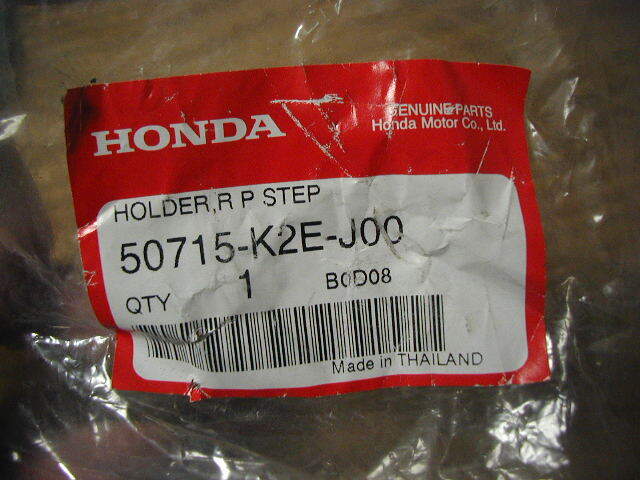 HONDA
GENUINE PARTS
Honda Motor Co., Ltd.
HOLDER,R P STEP
50715-K2E-J00
QTY 1 B0D08
Made in THAILAND